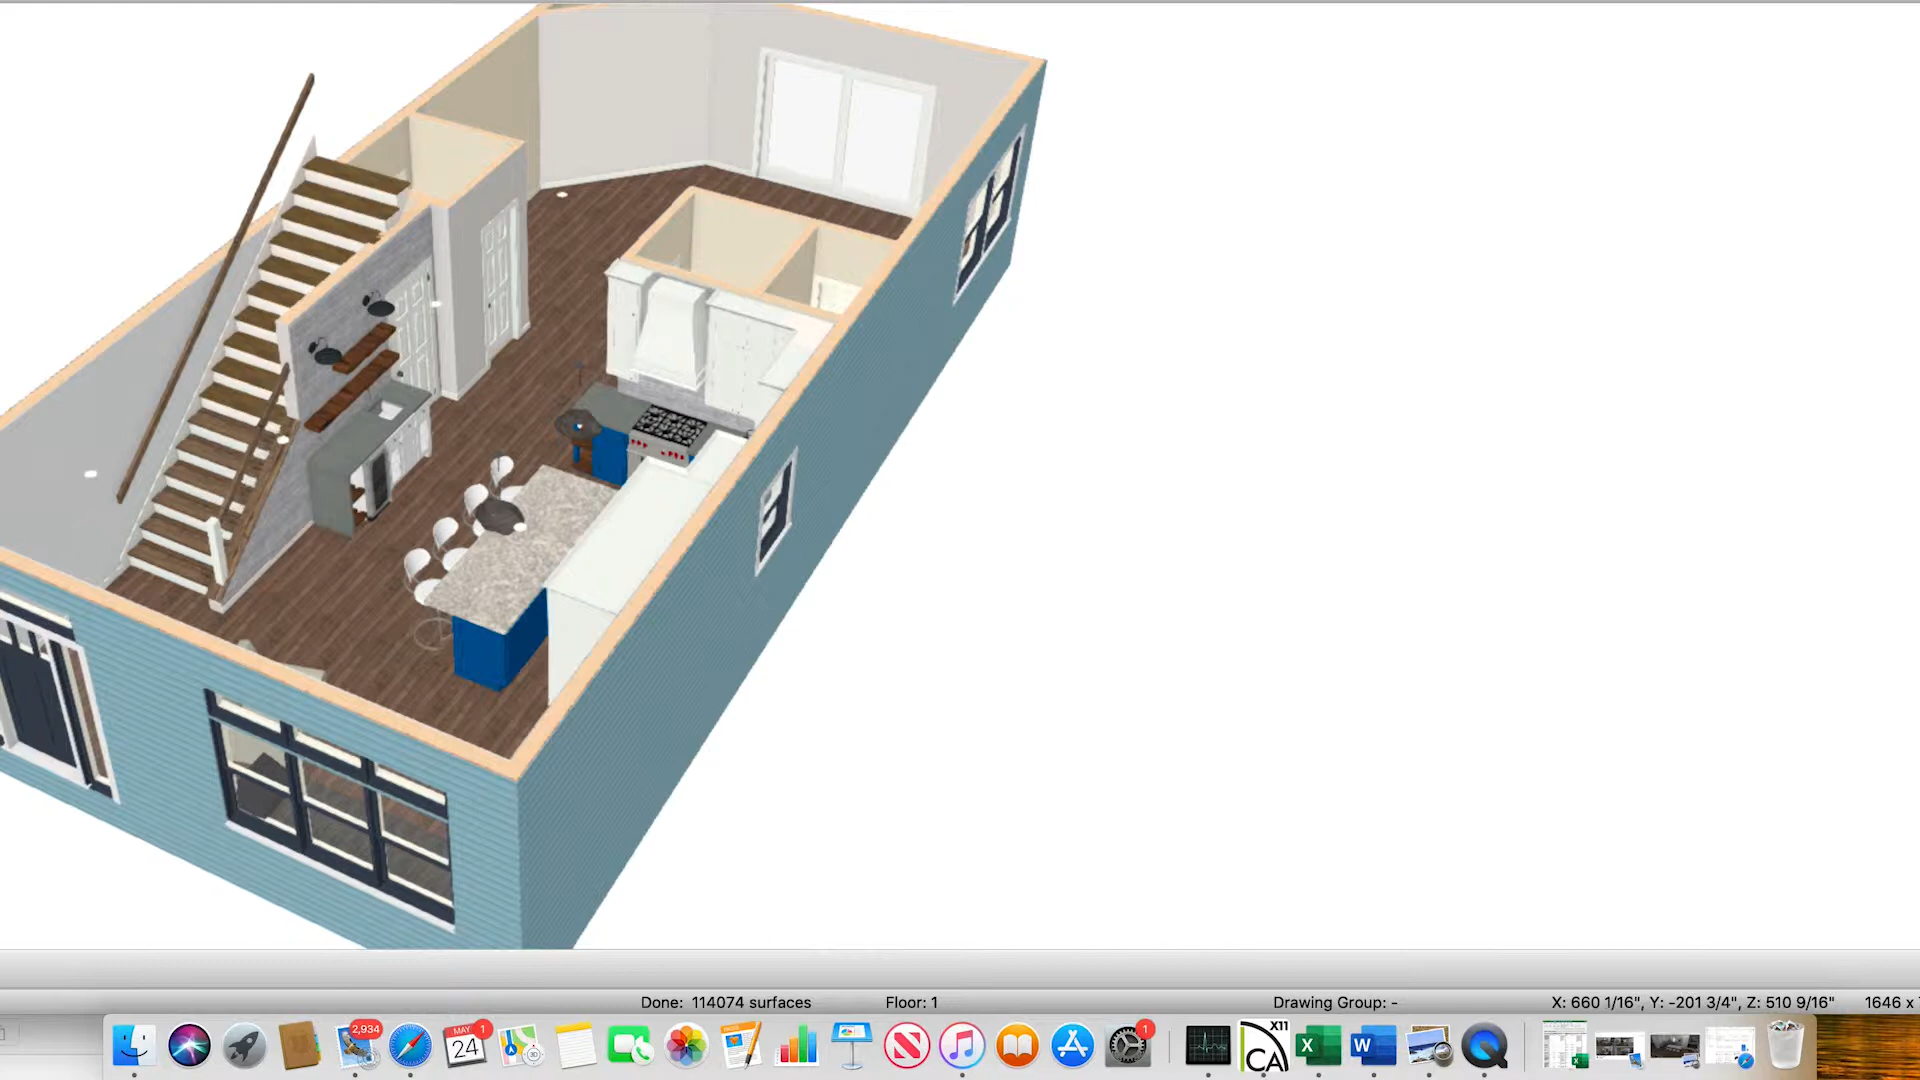 Done: 114074 surfaces
Floor: 1
Drawing Group: -
X: 660 1/16", Y: -201 3/4", Z: 510 9/16"
1646 x
2,934
MAY
1
24
1
X11
CA
X
W